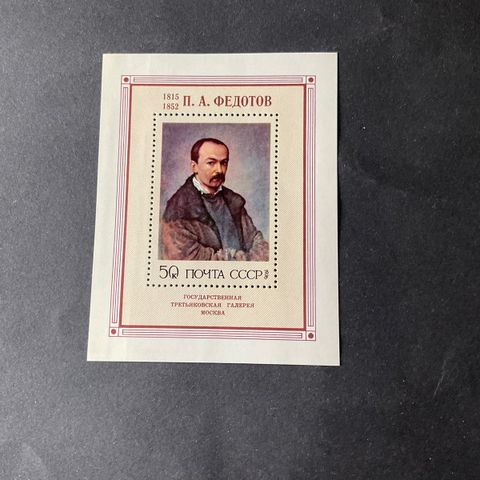 1815
1852 П. А. ФЕДОТОВ
50К ПОЧТА СССР
ГОСУДАРСТВЕННАЯ
ТРЕТЬЯКОВСКАЯ ГАЛЕРЕЯ
МОСКВА